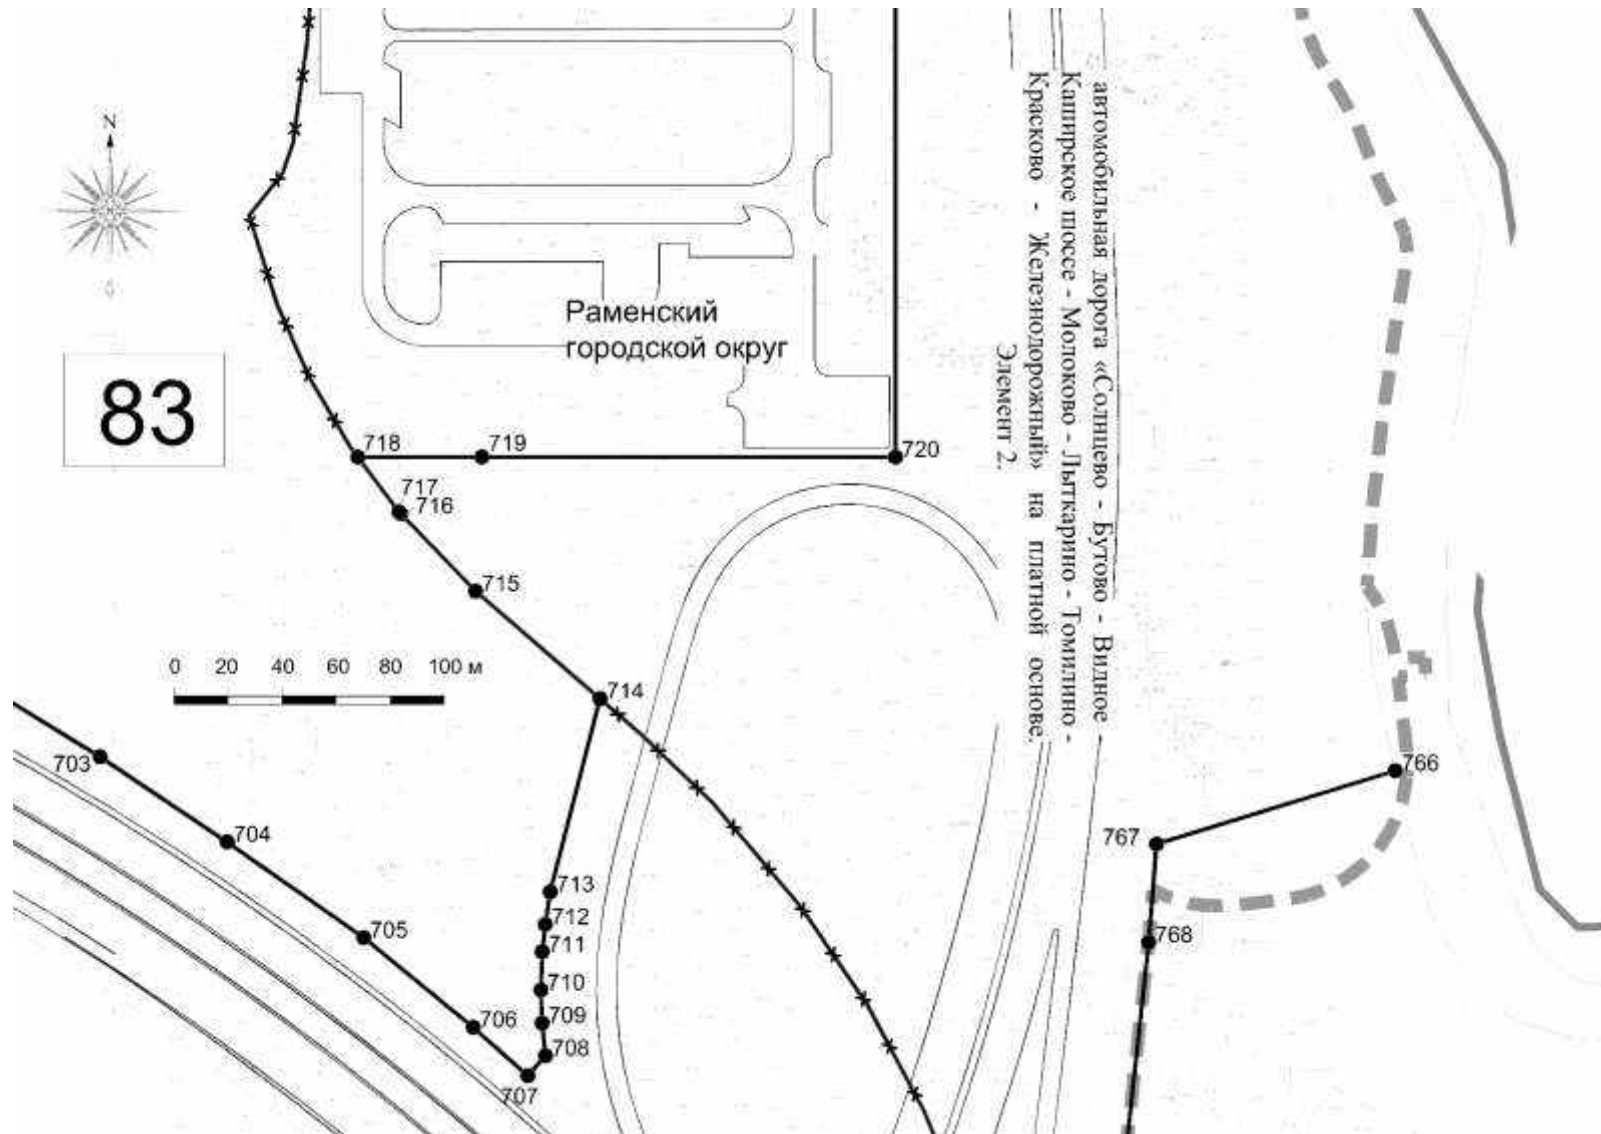 N
автомобильная дорога «Солнцево - Бутово - Видное -
Каширское шоссе - Молоково - Лыткарино - Томилино -
Красково - Железнодорожный» на платной основе.
Элемент 2.
Раменский
городской округ
83
718
719
720
717
716
715
0 20 40 60 80 100 м
714
703
766
704
767
713
712
705
768
711
710
709
706
708
707